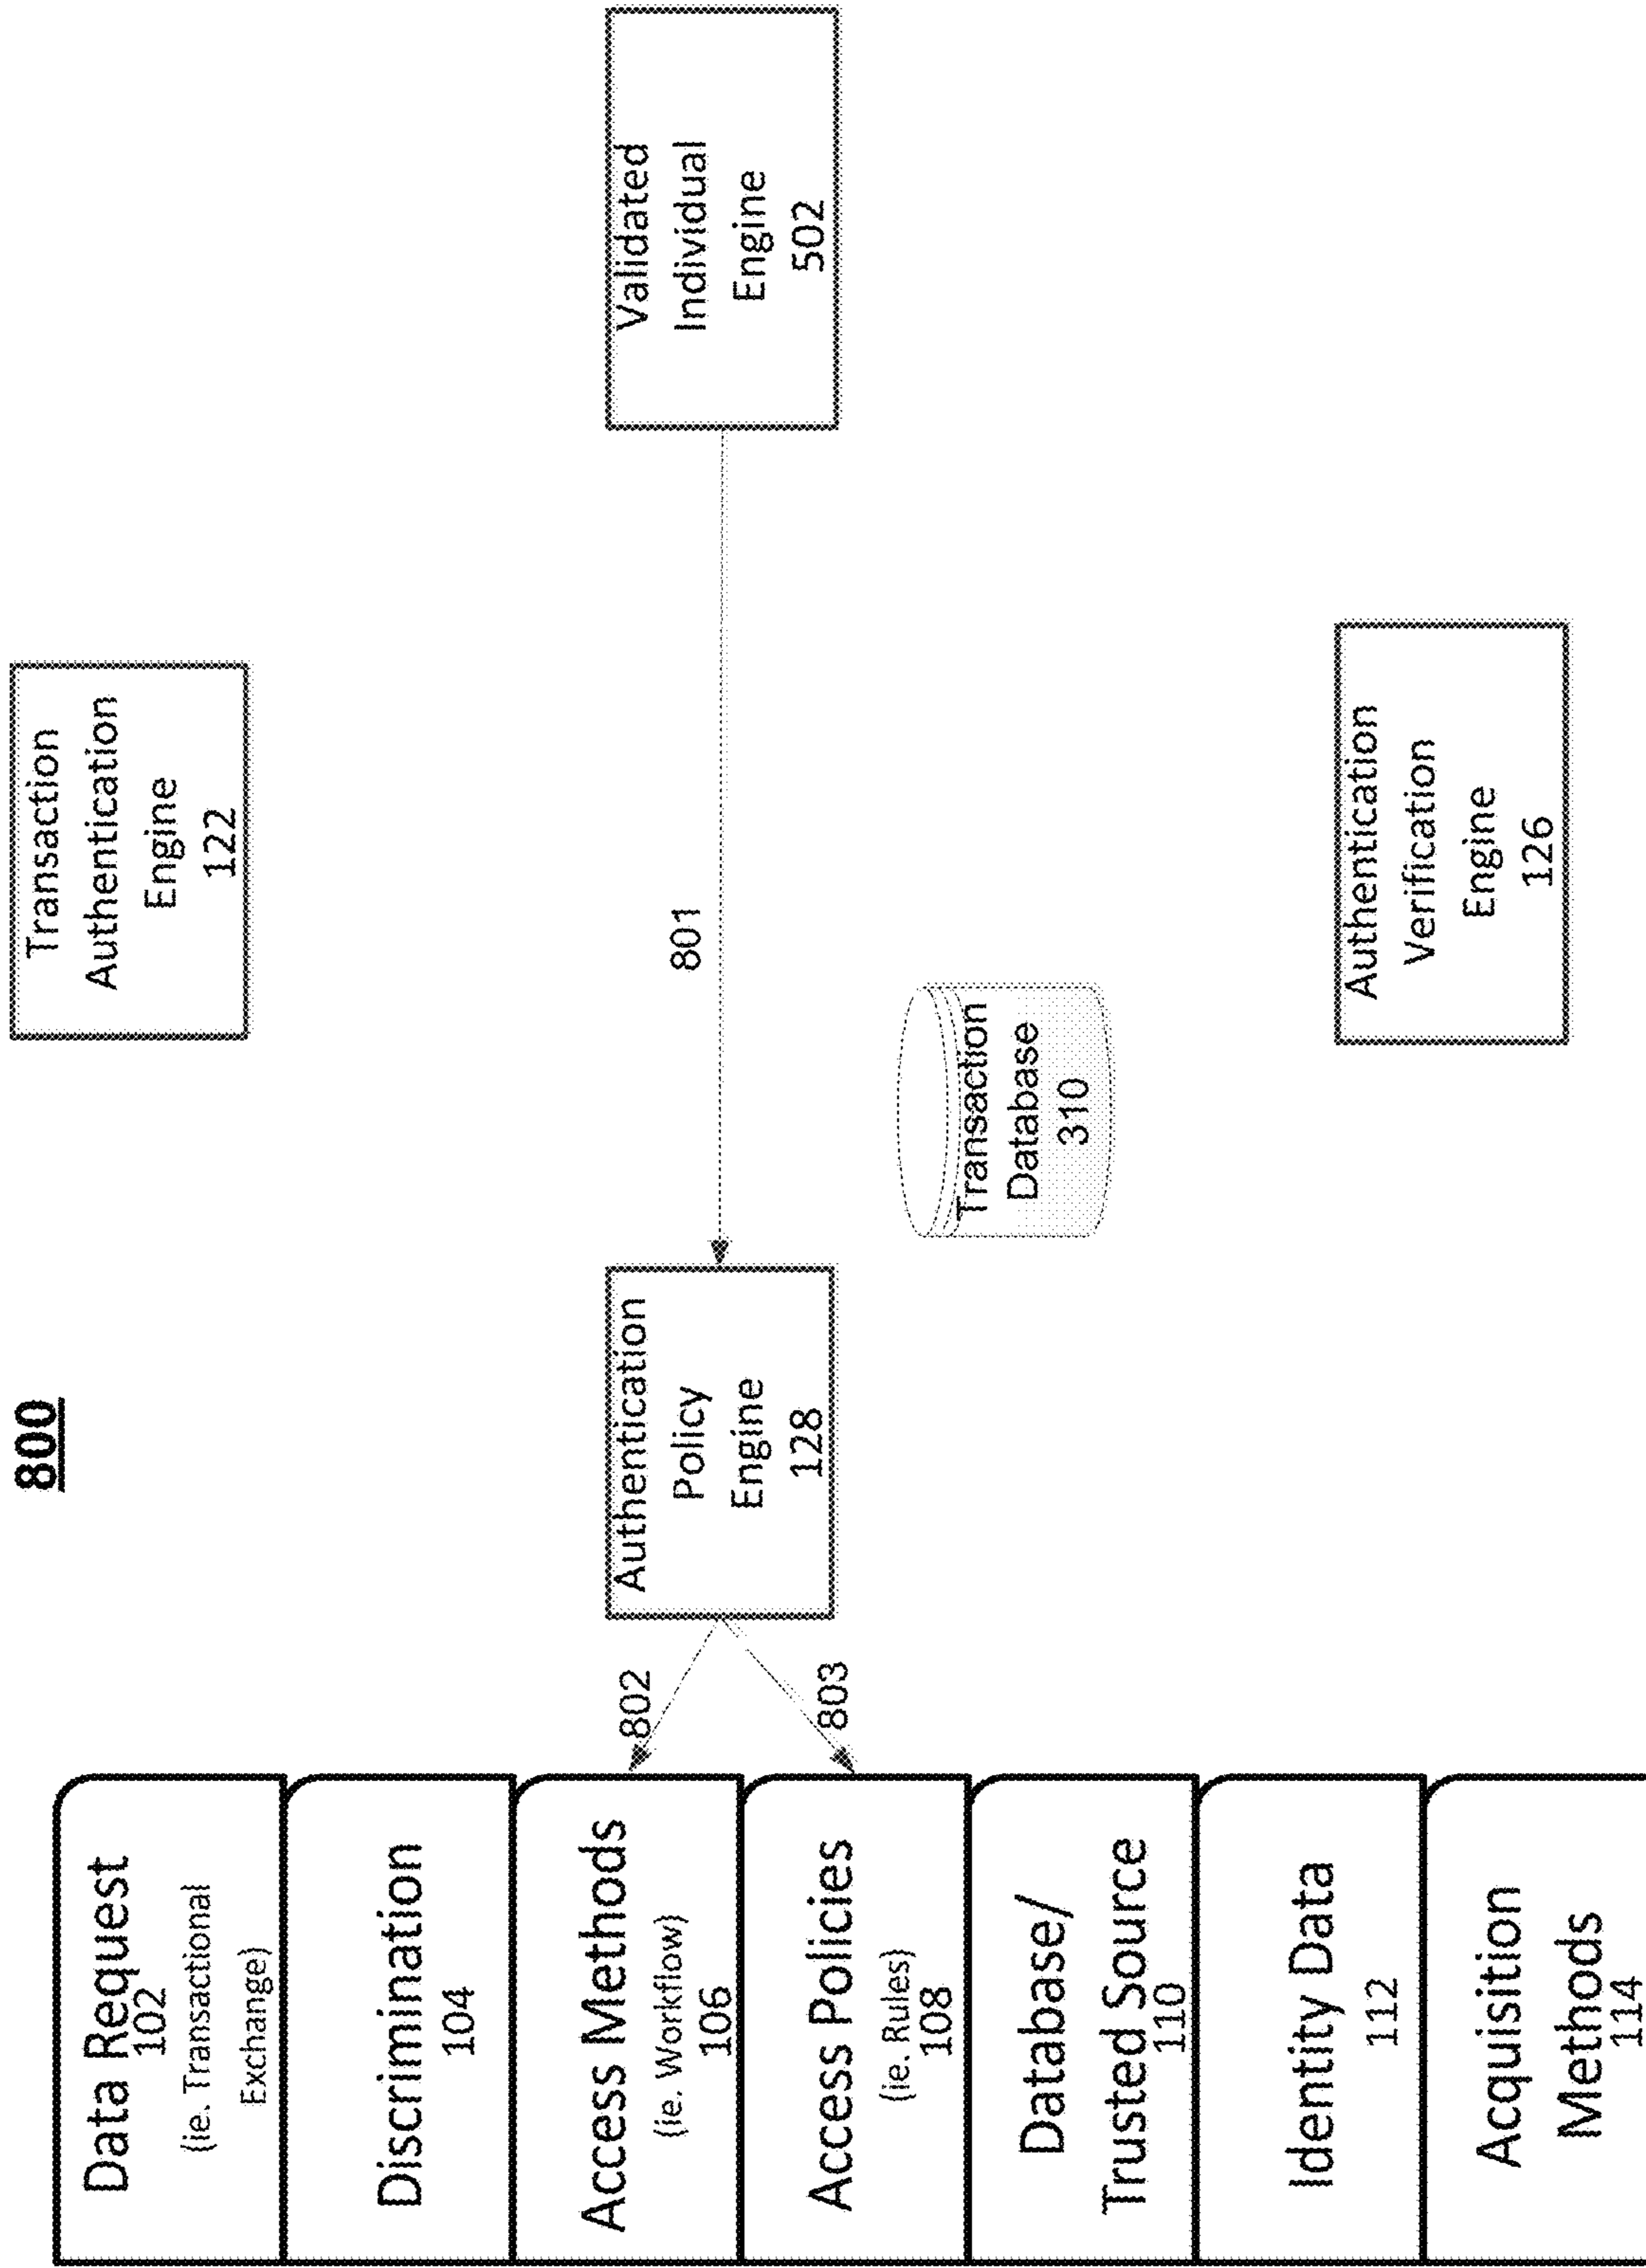 800
Data Request
102
(ie. Transactional
Exchange)
Discrimination
104
Access Methods
(ie. Workflow)
106
Access Policies
(ie. Rules)
108
Database/
Trusted Source
110
Identity Data
112
Acquisition
Methods
114
802
803
Authentication
Policy
Engine
128
801
Transaction
Database
310
Transaction
Authentication
Engine
122
Authentication
Verification
Engine
126
Validated
Individual
Engine
502